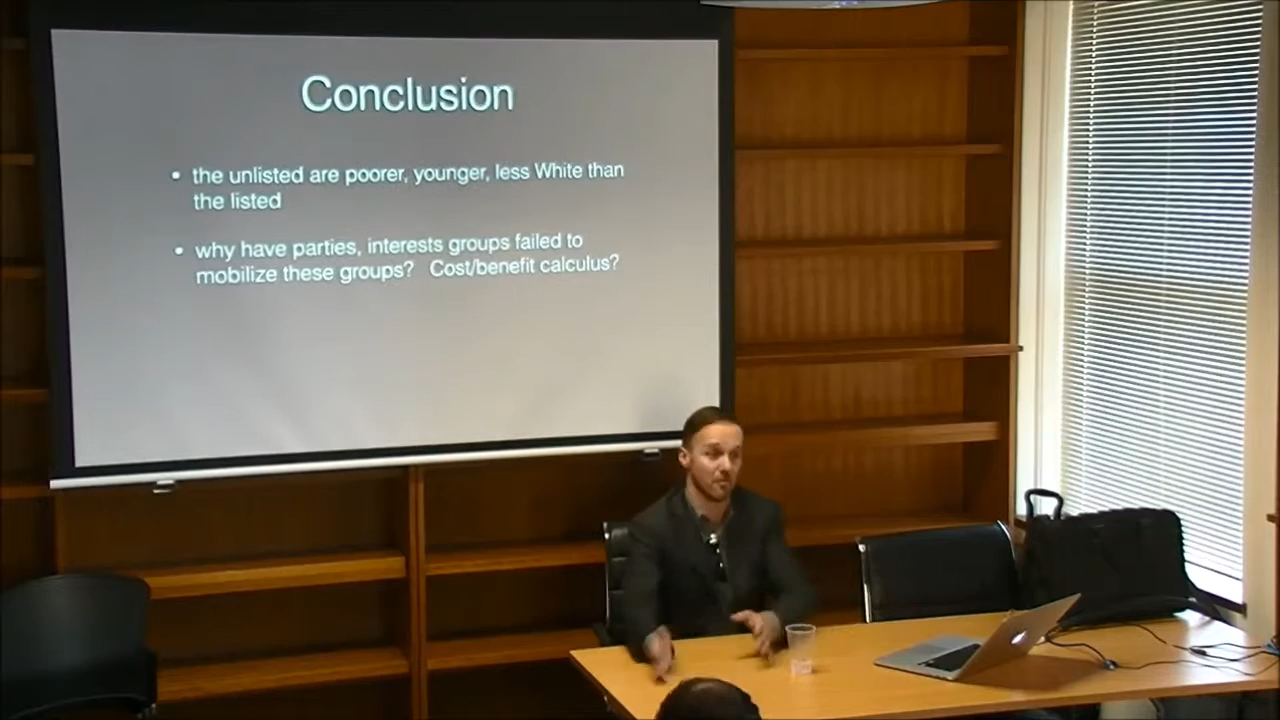 Conclusion
• the unlisted are poorer, younger, less White than
the listed
• why have parties, interests groups failed to
mobilize these groups? Cost/benefit calculus?